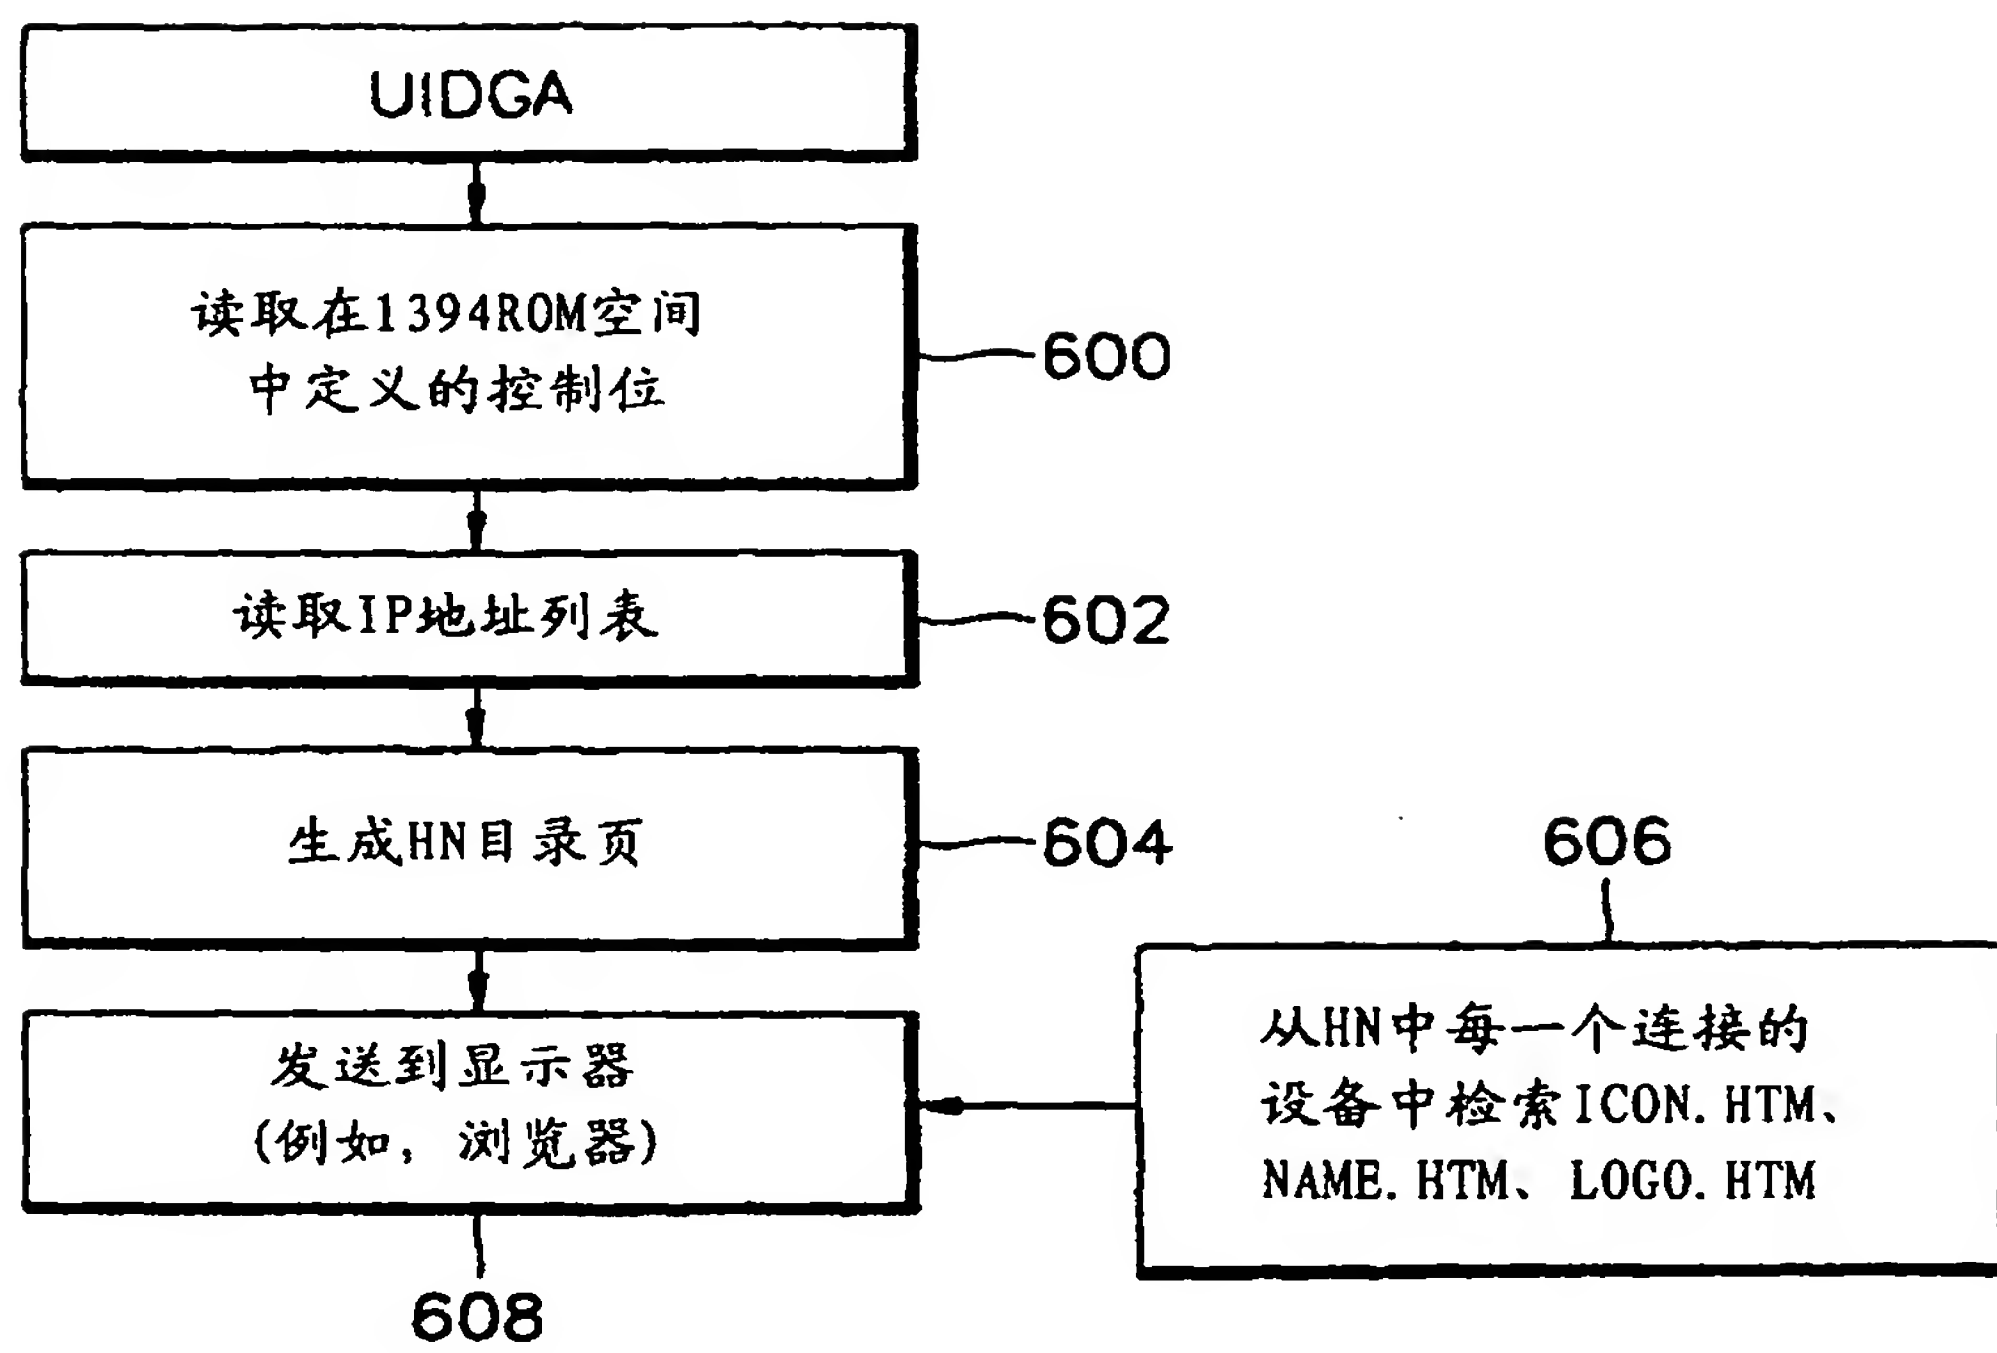 UIDGA
读取在1394ROM空间
中定义的控制位
600
读取IP地址列表
602
生成HN目录页
604
606
从HN中每一个连接的
设备中检索ICON.HTM、
NAME.HTM、LOGO.HTM
发送到显示器
(例如，浏览器)
608